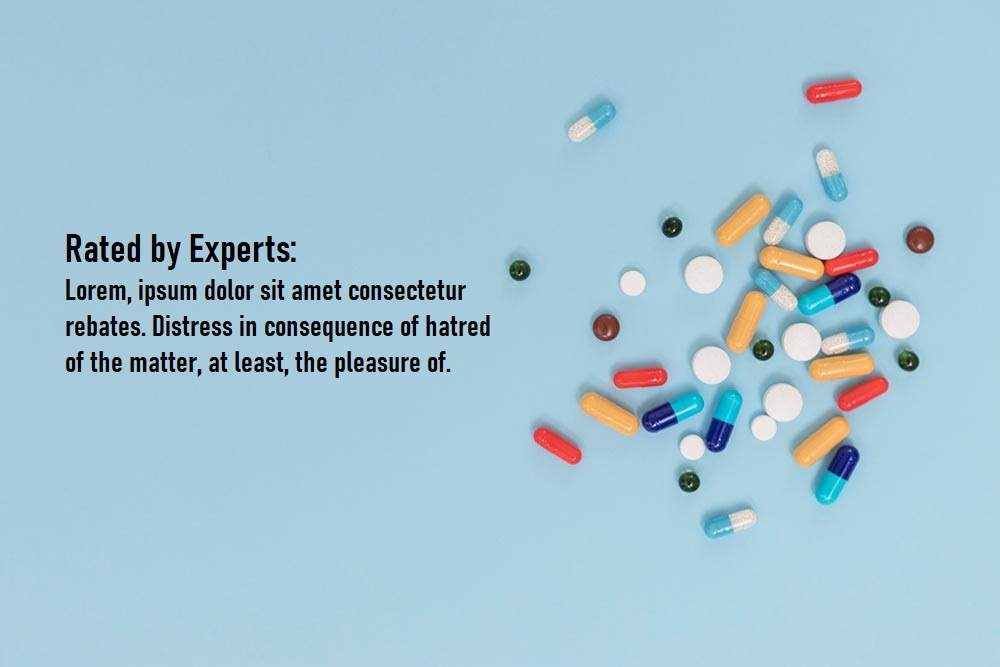 Rated by Experts:
Lorem, ipsum dolor sit amet consectetur
rebates. Distress in consequence of hatred
of the matter, at least, the pleasure of.